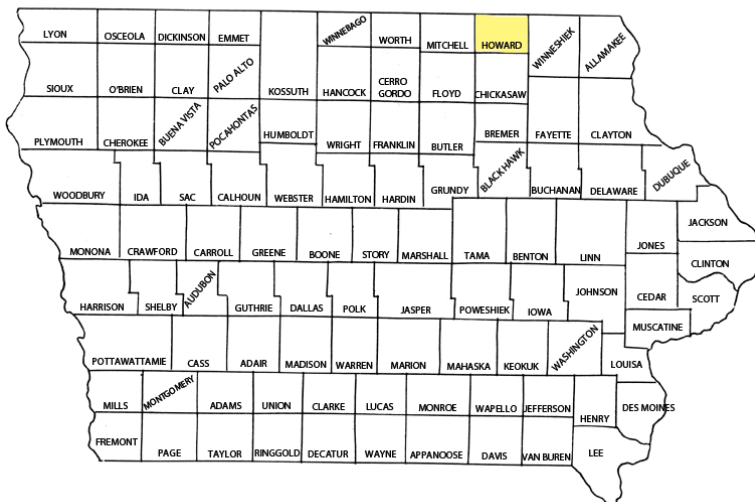 LYON
OSCEOLA
DICKINSON
EMMET
WINNEBAGO
WORTH
MITCHELL
HOWARD
WINNESHIEK
ALLAMAKEE
SIOUX
O'BRIEN
CLAY
PALO ALTO
KOSSUTH
HANCOCK
CERRO
GORDO
FLOYD
CHICKASAW
PLYMOUTH
CHEROKEE
BUENA VISTA
POCAHONTAS
HUMBOLDT
WRIGHT
FRANKLIN
BUTLER
BREMER
FAYETTE
CLAYTON
WOODBURY
IDA
SAC
CALHOUN
WEBSTER
HAMILTON
HARDIN
GRUNDY
BLACK HAWK
BUCHANAN
DELAWARE
DUBUQUE
MONONA
CRAWFORD
CARROLL
GREENE
BOONE
STORY
MARSHALL
TAMA
BENTON
LINN
JONES
JACKSON
CLINTON
HARRISON
SHELBY
AUDUBON
GUTHRIE
DALLAS
POLK
JASPER
POWESHIEK
IOWA
JOHNSON
CEDAR
SCOTT
MUSCATINE
POTTAWATTAMIE
CASS
ADAIR
MADISON
WARREN
MARION
MAHASKA
KEOKUK
WASHINGTON
LOUISA
MILLS
MONTGOMERY
ADAMS
UNION
CLARKE
LUCAS
MONROE
WAPELLO
JEFFERSON
HENRY
DES MOINES
FREMONT
PAGE
TAYLOR
RINGGOLD
DECATUR
WAYNE
APPANOOSE
DAVIS
VAN BUREN
LEE